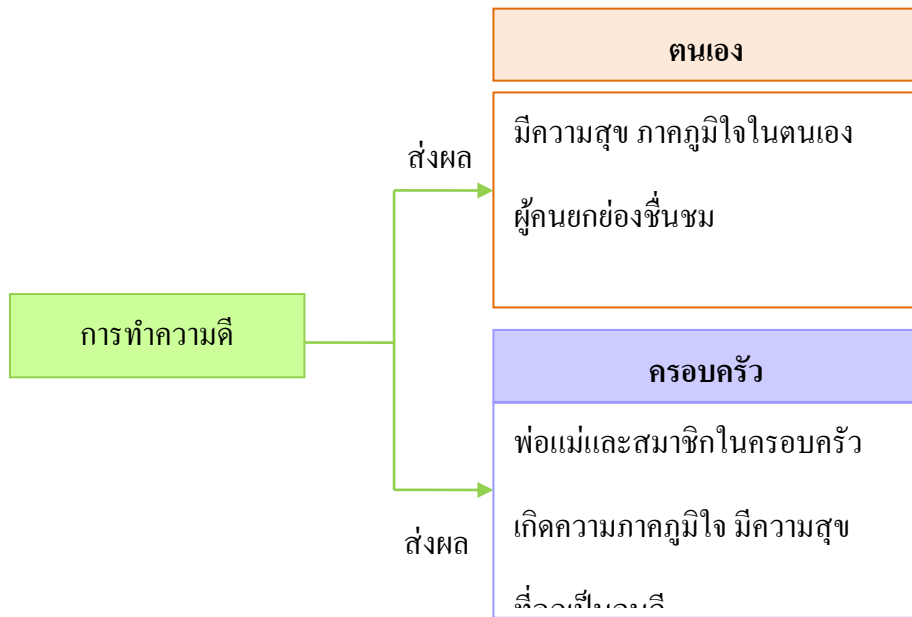 ตนเอง
มีความสุข ภาคภูมิใจในตนเอง
ผู้คนยกย่องชื่นชม
ส่งผล
การทำความดี
ครอบครัว
พ่อแม่และสมาชิกในครอบครัว
เกิดความภาคภูมิใจ มีความสุข
ส่งผล